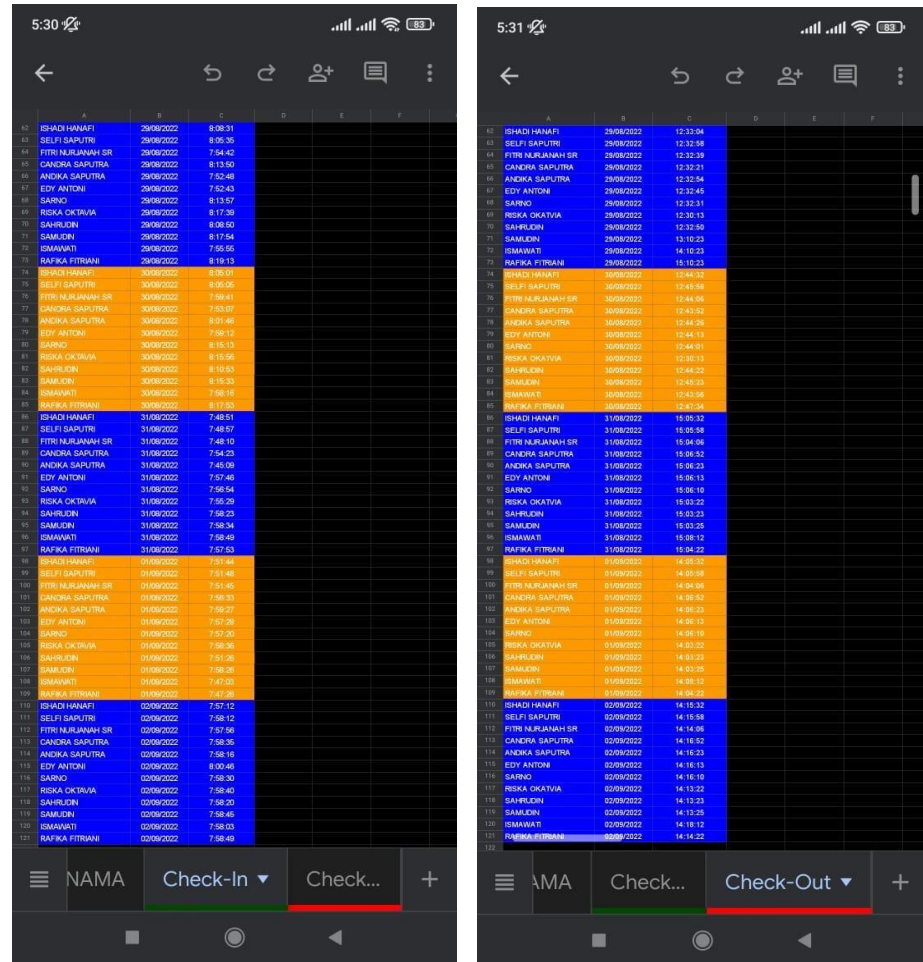 5:30 83
A B C D E F
62 ISHADI HANAFI 29/08/2022 8:08:31
63 SELFI SAPUTRI 29/08/2022 8:05:35
64 FITRI NURJANAH SR 29/08/2022 7:54:42
65 CANDRA SAPUTRA 29/08/2022 8:13:50
66 ANDIKA SAPUTRA 29/08/2022 7:52:48
67 EDY ANTONI 29/08/2022 7:52:43
68 SARNO 29/08/2022 8:13:57
69 RISKA OKTAVIA 29/08/2022 8:17:39
70 SAHRUDIN 29/08/2022 8:08:50
71 SAMUDIN 29/08/2022 8:17:54
72 ISMAWATI 29/08/2022 7:55:55
73 RAFIKA FITRIANI 29/08/2022 8:19:13
74 ISHADI HANAFI 30/08/2022 8:05:01
75 SELFI SAPUTRI 30/08/2022 8:05:05
76 FITRI NURJANAH SR 30/08/2022 7:59:41
77 CANDRA SAPUTRA 30/08/2022 7:53:07
78 ANDIKA SAPUTRA 30/08/2022 8:01:46
79 EDY ANTONI 30/08/2022 7:59:12
80 SARNO 30/08/2022 8:15:13
81 RISKA OKTAVIA 30/08/2022 8:15:56
82 SAHRUDIN 30/08/2022 8:10:53
83 SAMUDIN 30/08/2022 8:15:33
84 ISMAWATI 30/08/2022 7:58:16
85 RAFIKA FITRIANI 30/08/2022 8:17:53
86 ISHADI HANAFI 31/08/2022 7:48:51
87 SELFI SAPUTRI 31/08/2022 7:48:57
88 FITRI NURJANAH SR 31/08/2022 7:48:10
89 CANDRA SAPUTRA 31/08/2022 7:54:23
90 ANDIKA SAPUTRA 31/08/2022 7:45:09
91 EDY ANTONI 31/08/2022 7:57:46
92 SARNO 31/08/2022 7:56:54
93 RISKA OKTAVIA 31/08/2022 7:55:29
94 SAHRUDIN 31/08/2022 7:58:23
95 SAMUDIN 31/08/2022 7:58:34
96 ISMAWATI 31/08/2022 7:58:49
97 RAFIKA FITRIANI 31/08/2022 7:57:53
98 ISHADI HANAFI 01/09/2022 7:51:44
99 SELFI SAPUTRI 01/09/2022 7:51:48
100 FITRI NURJANAH SR 01/09/2022 7:51:45
101 CANDRA SAPUTRA 01/09/2022 7:56:33
102 ANDIKA SAPUTRA 01/09/2022 7:59:27
103 EDY ANTONI 01/09/2022 7:57:29
104 SARNO 01/09/2022 7:57:20
105 RISKA OKTAVIA 01/09/2022 7:58:36
106 SAHRUDIN 01/09/2022 7:51:26
107 SAMUDIN 01/09/2022 7:58:28
108 ISMAWATI 01/09/2022 7:47:03
109 RAFIKA FITRIANI 01/09/2022 7:47:26
110 ISHADI HANAFI 02/09/2022 7:57:12
111 SELFI SAPUTRI 02/09/2022 7:58:12
112 FITRI NURJANAH SR 02/09/2022 7:57:56
113 CANDRA SAPUTRA 02/09/2022 7:58:35
114 ANDIKA SAPUTRA 02/09/2022 7:58:16
115 EDY ANTONI 02/09/2022 8:00:46
116 SARNO 02/09/2022 7:58:30
117 RISKA OKTAVIA 02/09/2022 7:58:40
118 SAHRUDIN 02/09/2022 7:58:20
119 SAMUDIN 02/09/2022 7:58:45
120 ISMAWATI 02/09/2022 7:58:03
121 RAFIKA FITRIANI 02/09/2022 7:58:49
NAMA Check-In Check...
5:31 83
A B C D E F
62 ISHADI HANAFI 29/08/2022 12:33:04
63 SELFI SAPUTRI 29/08/2022 12:32:58
64 FITRI NURJANAH SR 29/08/2022 12:32:39
65 CANDRA SAPUTRA 29/08/2022 12:32:21
66 ANDIKA SAPUTRA 29/08/2022 12:32:54
67 EDY ANTONI 29/08/2022 12:32:45
68 SARNO 29/08/2022 12:32:31
69 RISKA OKATVIA 29/08/2022 12:30:13
70 SAHRUDIN 29/08/2022 12:32:50
71 SAMUDIN 29/08/2022 13:10:23
72 ISMAWATI 29/08/2022 14:10:23
73 RAFIKA FITRIANI 29/08/2022 15:10:23
74 ISHADI HANAFI 30/08/2022 12:44:32
75 SELFI SAPUTRI 30/08/2022 12:45:58
76 FITRI NURJANAH SR 30/08/2022 12:44:06
77 CANDRA SAPUTRA 30/08/2022 12:43:52
78 ANDIKA SAPUTRA 30/08/2022 12:44:26
79 EDY ANTONI 30/08/2022 12:44:13
80 SARNO 30/08/2022 12:44:01
81 RISKA OKATVIA 30/08/2022 12:30:13
82 SAHRUDIN 30/08/2022 12:44:22
83 SAMUDIN 30/08/2022 12:45:23
84 ISMAWATI 30/08/2022 12:43:56
85 RAFIKA FITRIANI 30/08/2022 12:47:34
86 ISHADI HANAFI 31/08/2022 15:05:32
87 SELFI SAPUTRI 31/08/2022 15:05:58
88 FITRI NURJANAH SR 31/08/2022 15:04:06
89 CANDRA SAPUTRA 31/08/2022 15:06:52
90 ANDIKA SAPUTRA 31/08/2022 15:06:23
91 EDY ANTONI 31/08/2022 15:06:13
92 SARNO 31/08/2022 15:06:10
93 RISKA OKATVIA 31/08/2022 15:03:22
94 SAHRUDIN 31/08/2022 15:03:23
95 SAMUDIN 31/08/2022 15:03:25
96 ISMAWATI 31/08/2022 15:08:12
97 RAFIKA FITRIANI 31/08/2022 15:04:22
98 ISHADI HANAFI 01/09/2022 14:05:32
99 SELFI SAPUTRI 01/09/2022 14:05:58
100 FITRI NURJANAH SR 01/09/2022 14:04:06
101 CANDRA SAPUTRA 01/09/2022 14:06:52
102 ANDIKA SAPUTRA 01/09/2022 14:06:23
103 EDY ANTONI 01/09/2022 14:06:13
104 SARNO 01/09/2022 14:06:10
105 RISKA OKATVIA 01/09/2022 14:03:22
106 SAHRUDIN 01/09/2022 14:03:23
107 SAMUDIN 01/09/2022 14:03:25
108 ISMAWATI 01/09/2022 14:08:12
109 RAFIKA FITRIANI 01/09/2022 14:04:22
110 ISHADI HANAFI 02/09/2022 14:15:32
111 SELFI SAPUTRI 02/09/2022 14:15:58
112 FITRI NURJANAH SR 02/09/2022 14:14:06
113 CANDRA SAPUTRA 02/09/2022 14:16:52
114 ANDIKA SAPUTRA 02/09/2022 14:16:23
115 EDY ANTONI 02/09/2022 14:16:13
116 SARNO 02/09/2022 14:16:10
117 RISKA OKATVIA 02/09/2022 14:13:22
118 SAHRUDIN 02/09/2022 14:13:23
119 SAMUDIN 02/09/2022 14:13:25
120 ISMAWATI 02/09/2022 14:18:12
121 RAFIKA FITRIANI 02/09/2022 14:14:22
122
AMA Check... Check-Out